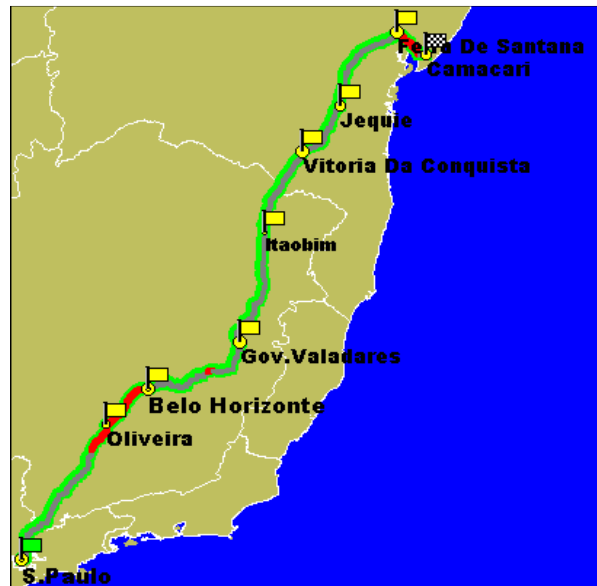 Feira De Santana
Camacari
Jequie
Vitoria Da Conquista
Itaobim
Gov.Valadares
Belo Horizonte
Oliveira
S.Paulo